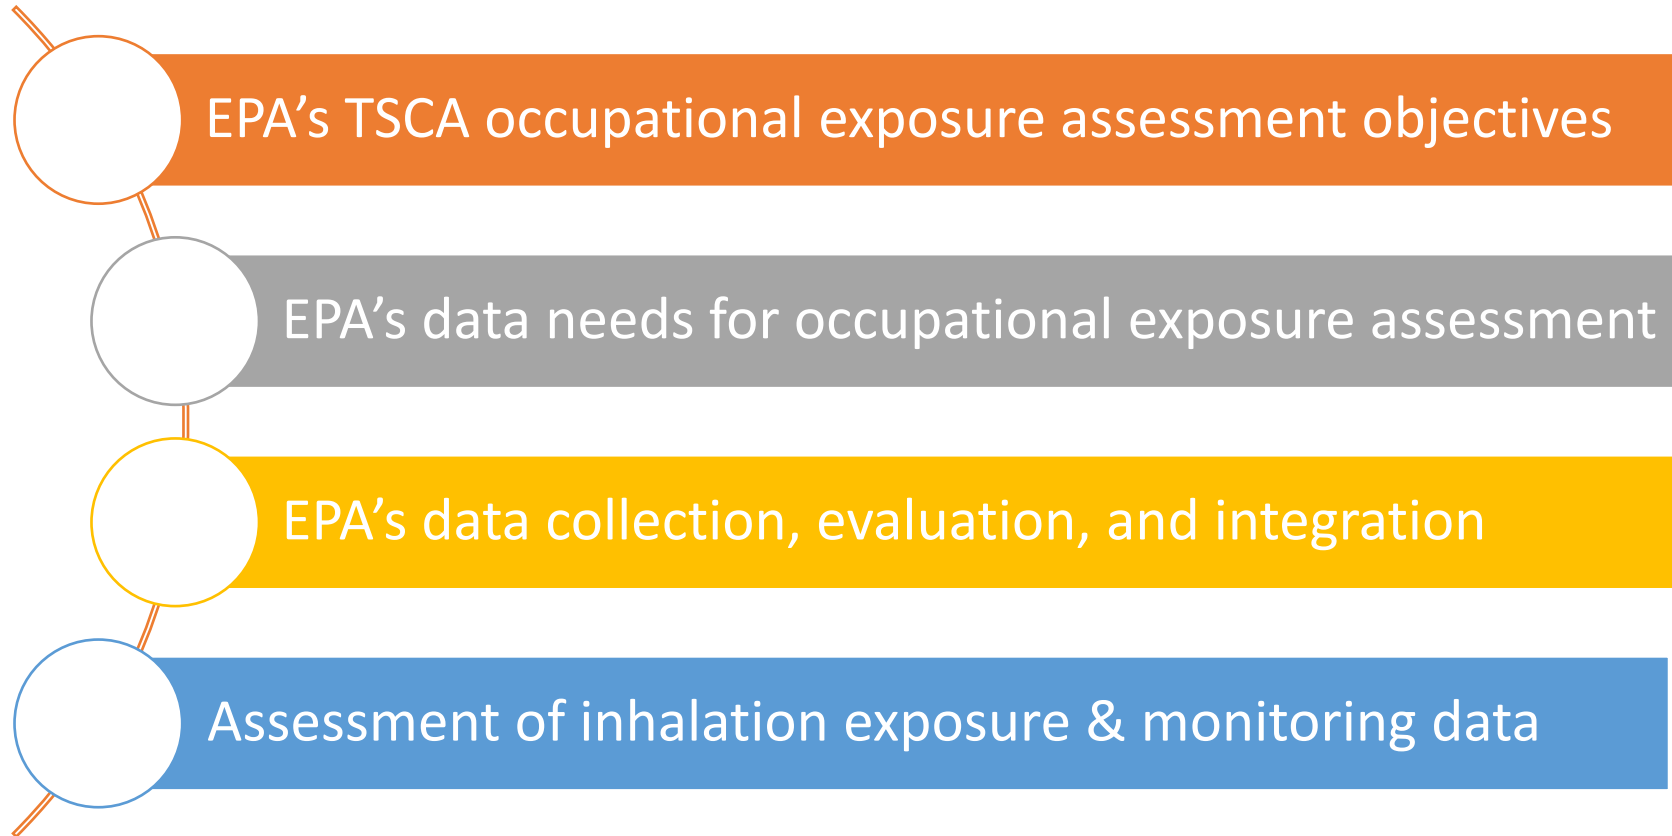 EPA’s TSCA occupational exposure assessment objectives
EPA’s data needs for occupational exposure assessment
EPA’s data collection, evaluation, and integration
Assessment of inhalation exposure & monitoring data